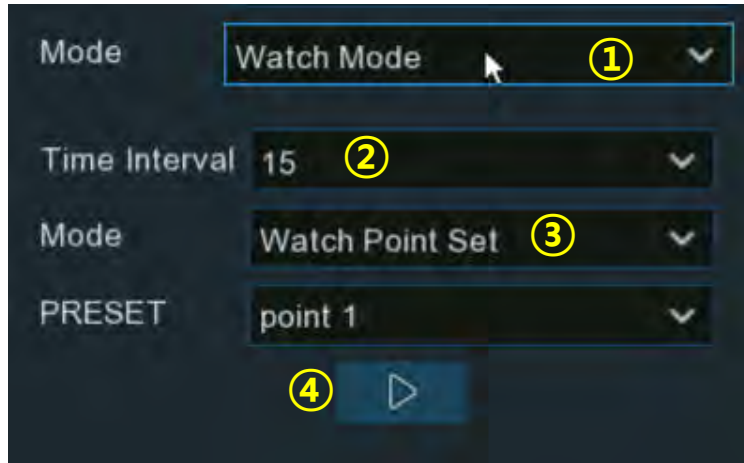 Mode Watch Mode ①
Time Interval 15 ②
Mode Watch Point Set ③
PRESET point 1
④